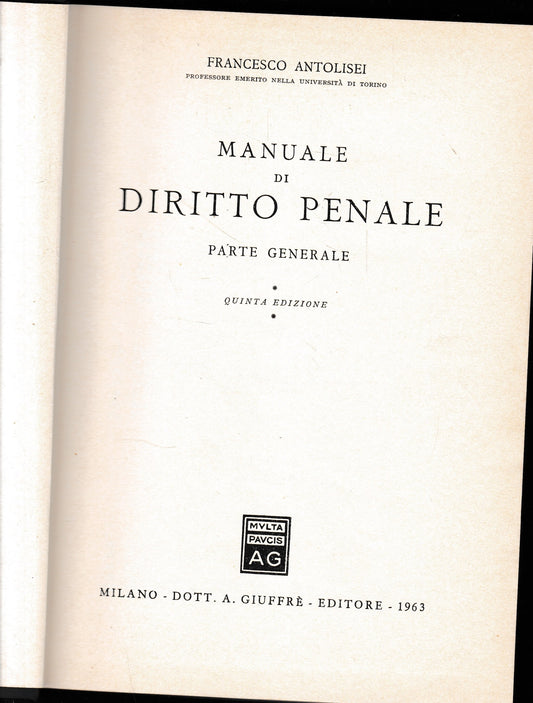 FRANCESCO ANTOLISEI
PROFESSORE EMERITO NELLA UNIVERSITÀ DI TORINO
MANUALE
DI
DIRITTO PENALE
PARTE GENERALE
QUINTA EDIZIONE
MVLTA
PAVCIS
AG
MILANO - DOTT. A. GIUFFRÈ - EDITORE - 1963